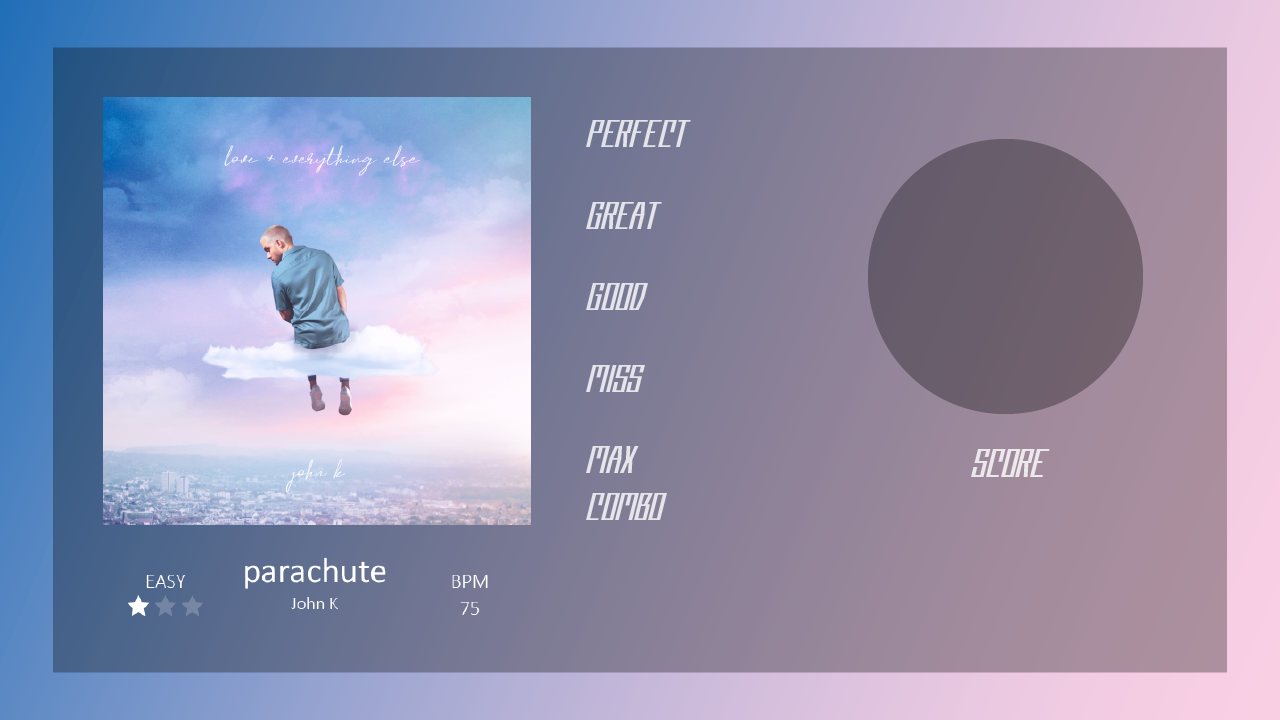 love + everything else
john k
EASY
parachute
John K
BPM
75
PERFECT
GREAT
GOOD
MISS
MAX
COMBO
SCORE